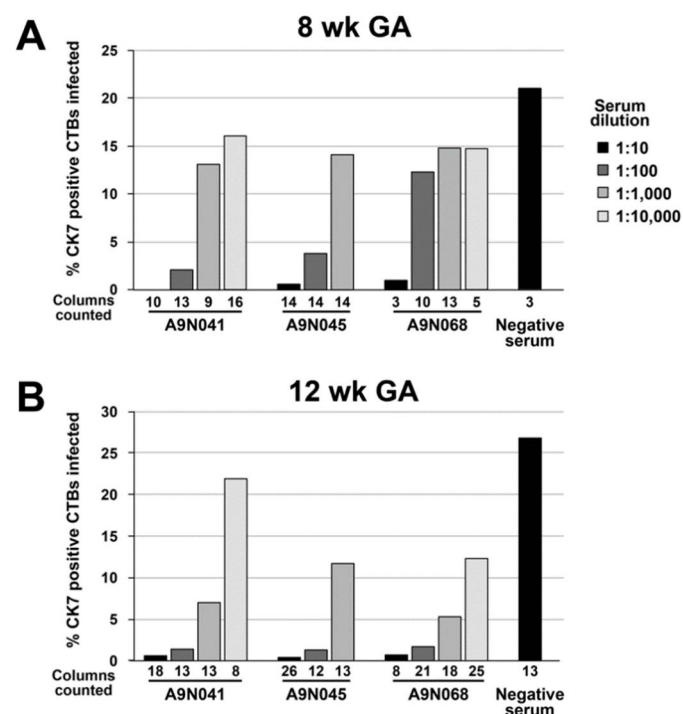 A
8 wk GA
% CK7 positive CTBs infected
25
20
15
10
5
0
Serum
dilution
1:10
1:100
1:1,000
1:10,000
Columns
counted
10 13 9 16 14 14 14 3 10 13 5 3
A9N041 A9N045 A9N068 Negative
serum
B
12 wk GA
% CK7 positive CTBs infected
30
25
20
15
10
5
0
Columns
counted
18 13 13 8 26 12 13 8 21 18 25 13
A9N041 A9N045 A9N068 Negative
serum